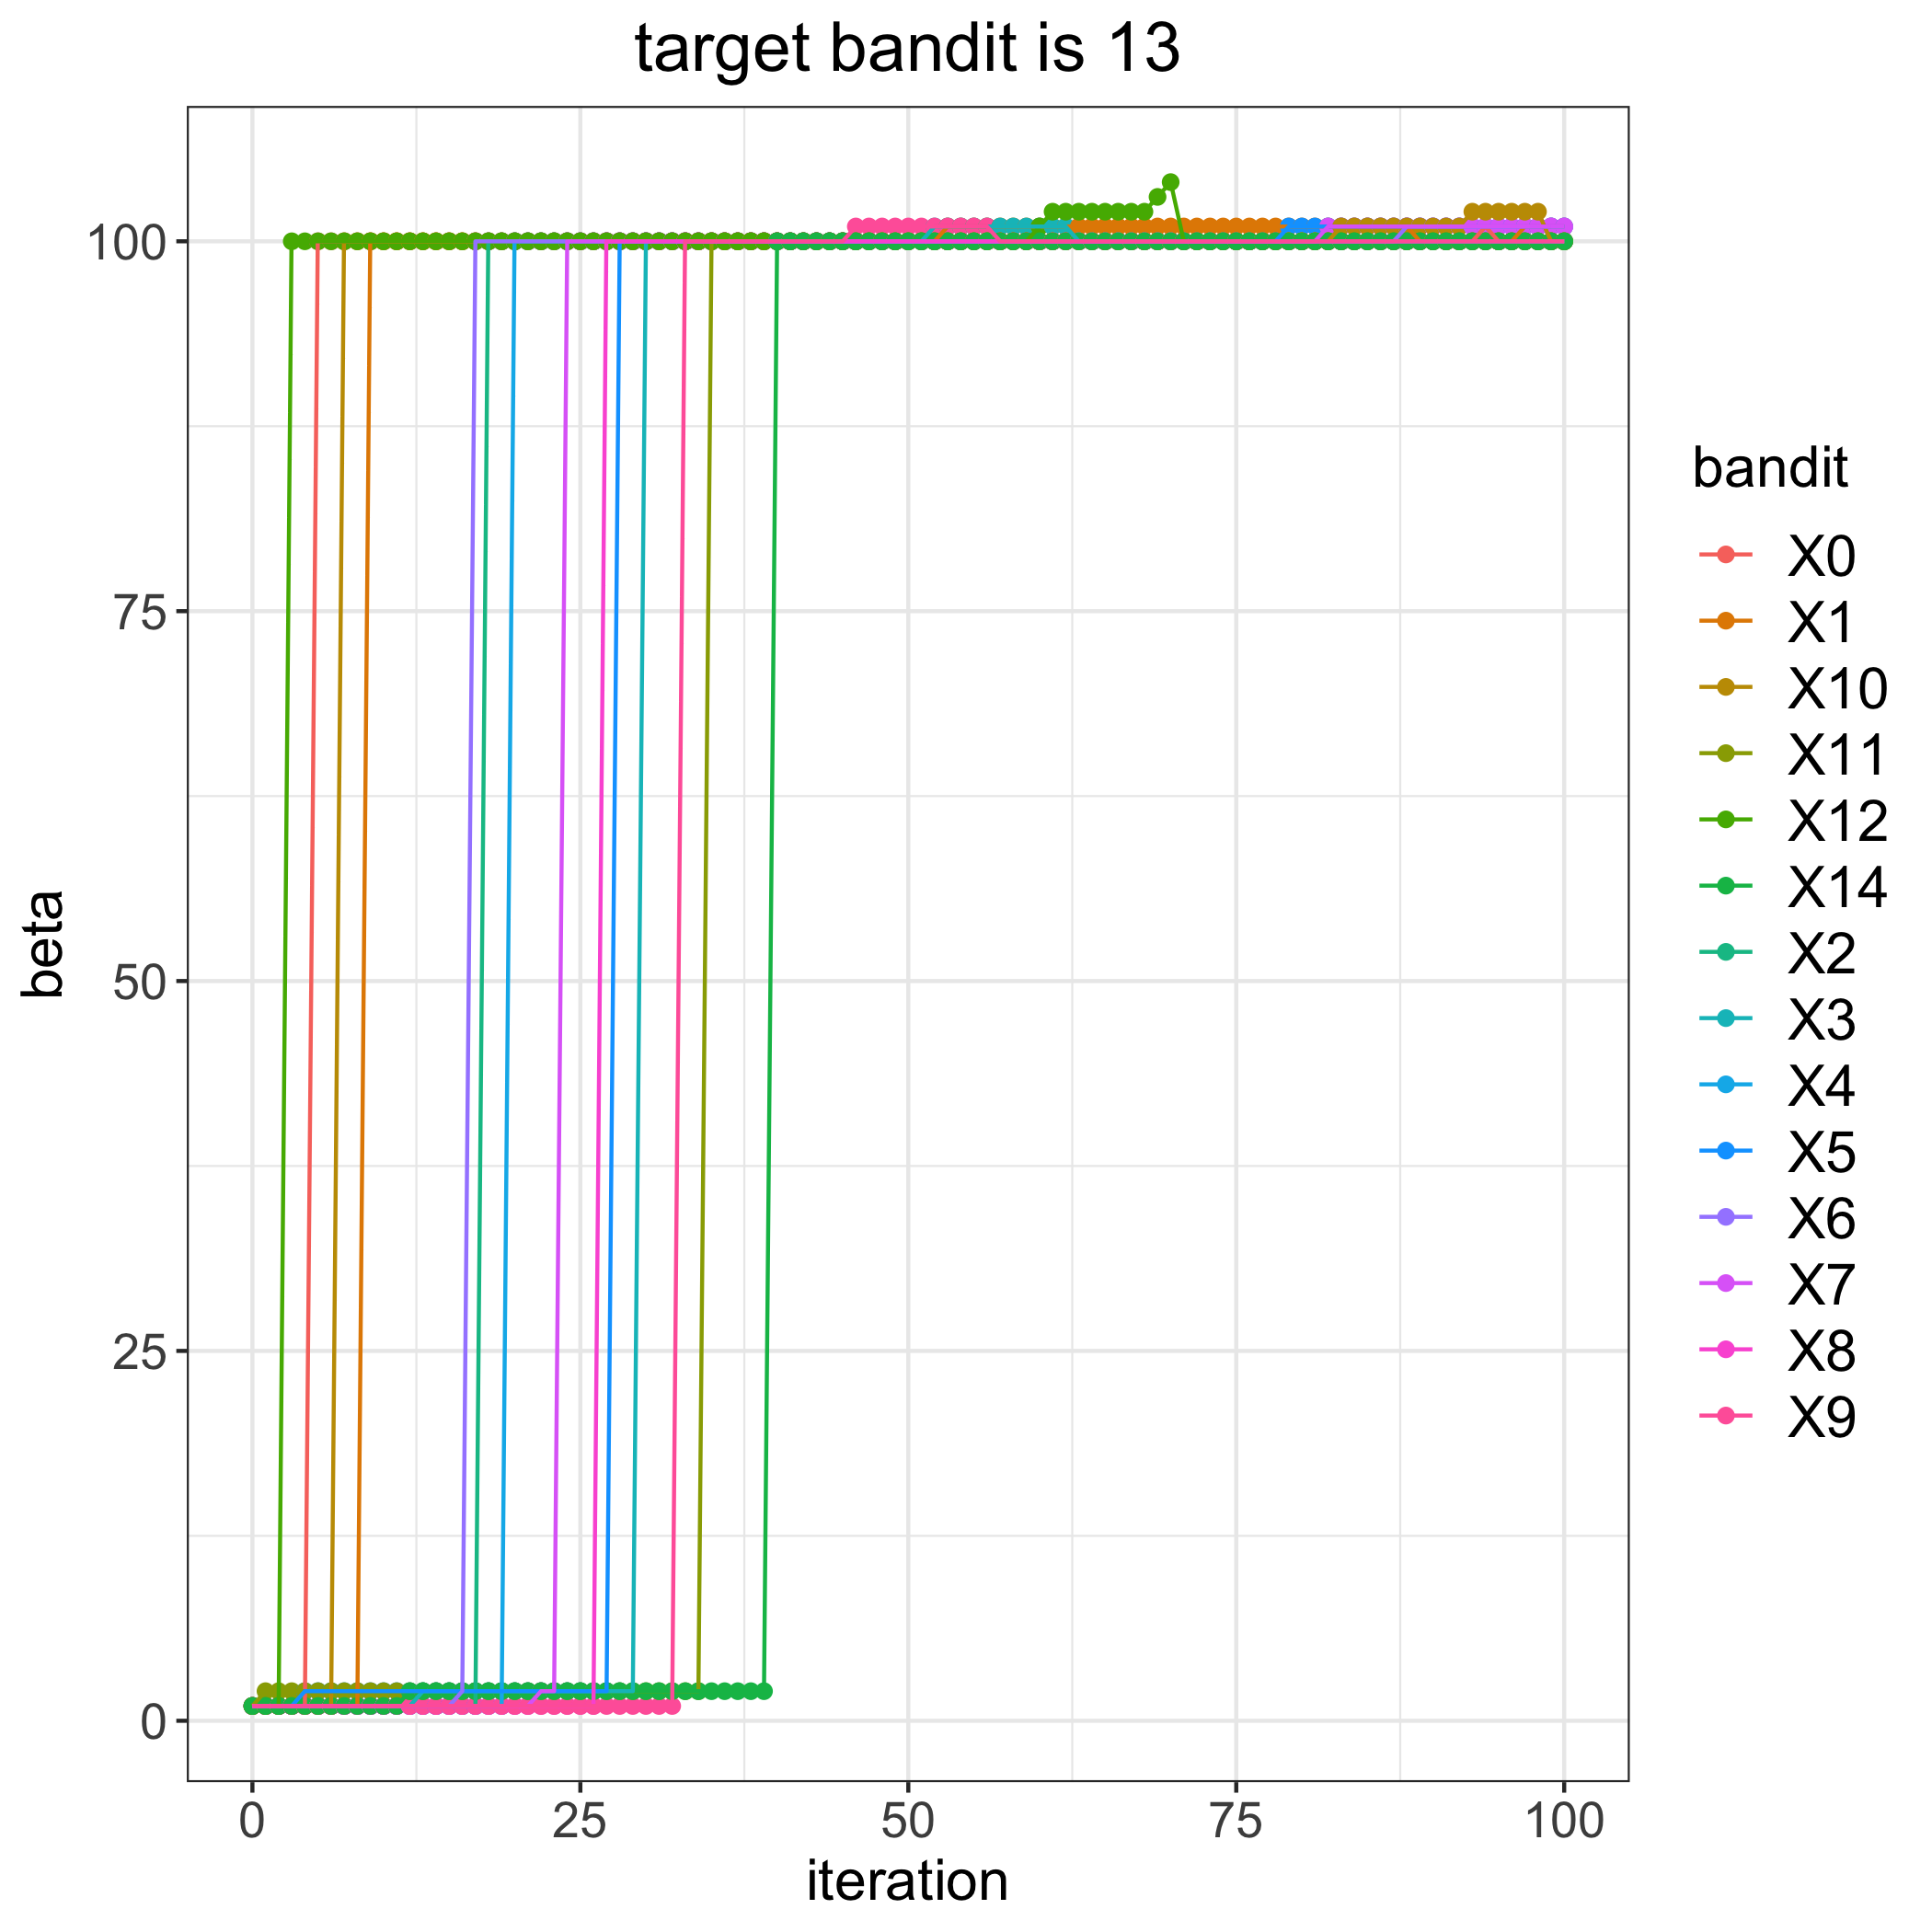 target bandit is 13
100
75
50
25
0
beta
0 25 50 75 100
iteration
bandit
X0
X1
X10
X11
X12
X14
X2
X3
X4
X5
X6
X7
X8
X9